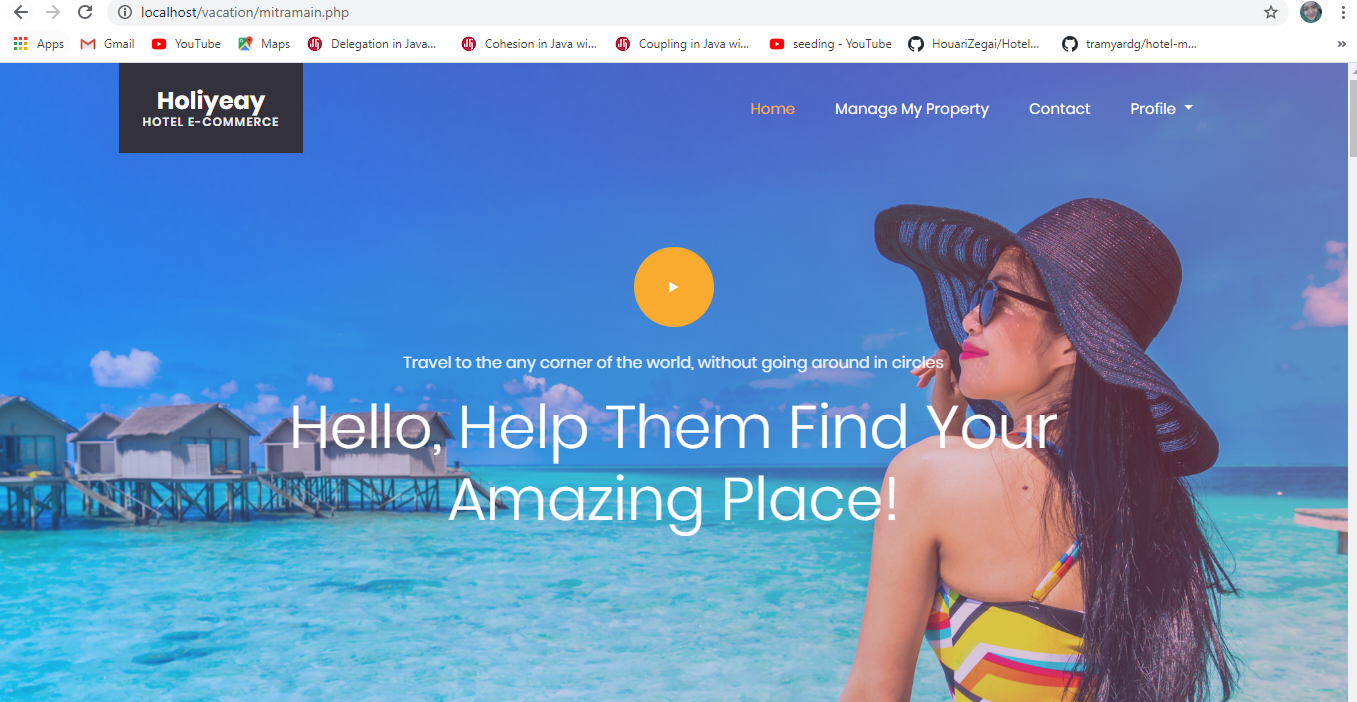 localhost/vacation/mitramain.php
Apps Gmail YouTube Maps Delegation in Java... Cohesion in Java wi... Coupling in Java wi... seeding - YouTube HouariZegai/Hotel... tramyardg/hotel-m... »
Holiyeay
HOTEL E-COMMERCE
Home Manage My Property Contact Profile
Travel to the any corner of the world, without going around in circles
Hello, Help Them Find Your
Amazing Place!